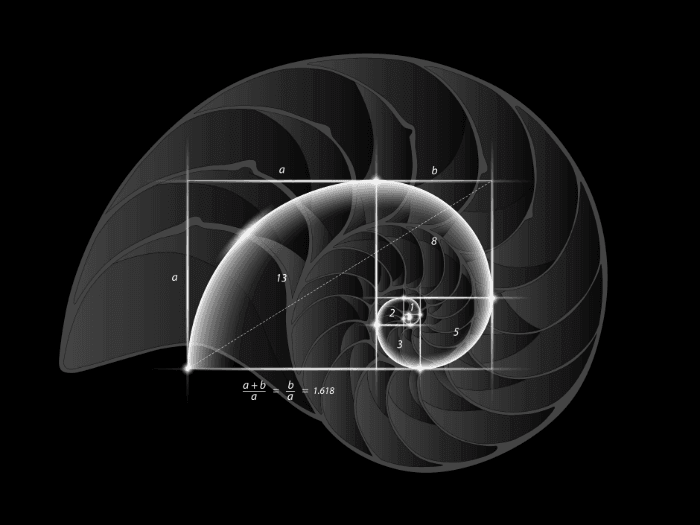 a b
a
8
13
2 1
5
3
a+b/a = b/a = 1.618